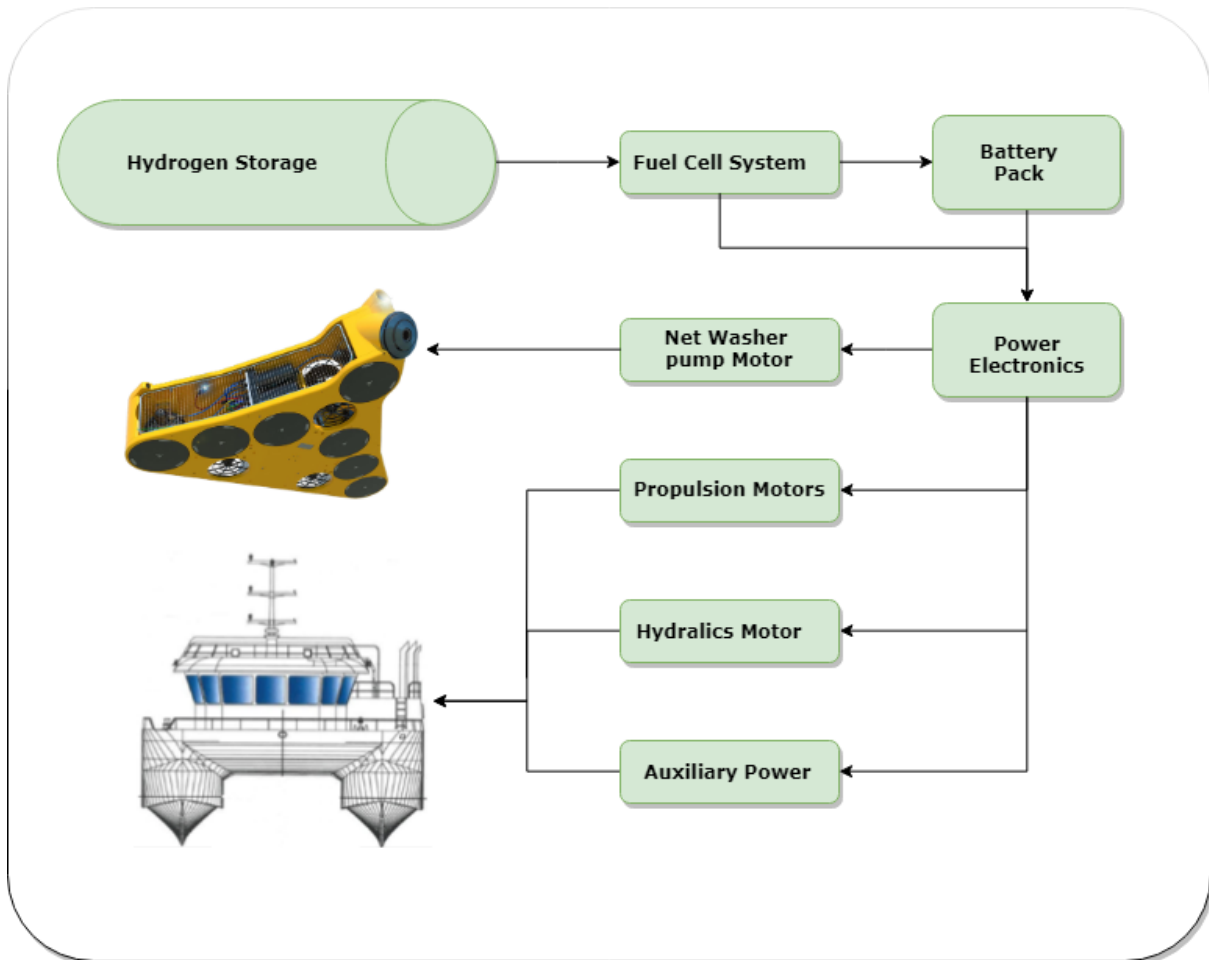 Hydrogen Storage
Fuel Cell System
Battery
Pack
Net Washer
pump Motor
Power
Electronics
Propulsion Motors
Hydralics Motor
Auxiliary Power